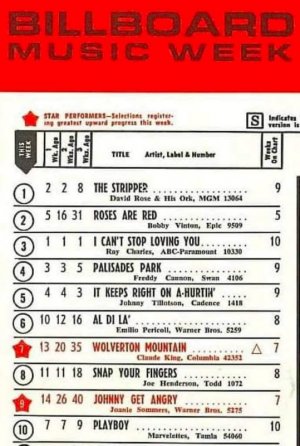 BILLBOARD
MUSIC WEEK
STAR PERFORMERS—Selections register-
ing greatest upward progress this week.
S Indicates
version is
THIS WEEK 1 Wk. Ago 2 Wks. Ago 3 Wks. Ago TITLE Artist, Label & Number Weeks On Chart
1 2 2 8 THE STRIPPER 9
David Rose & His Ork, MGM 13064
2 5 16 31 ROSES ARE RED 5
Bobby Vinton, Epic 9509
3 1 1 1 I CAN'T STOP LOVING YOU 10
Ray Charles, ABC-Paramount 10330
4 3 3 5 PALISADES PARK 9
Freddy Cannon, Swan 4106
5 4 4 3 IT KEEPS RIGHT ON A-HURTIN' 9
Johnny Tillotson, Cadence 1418
6 10 12 16 AL DI LA' 8
Emilio Pericoli, Warner Bros. 5259
7 13 20 35 WOLVERTON MOUNTAIN △ 7
Claude King, Columbia 42352
8 11 11 18 SNAP YOUR FINGERS 8
Joe Henderson, Todd 1072
9 14 26 40 JOHNNY GET ANGRY 7
Joanie Sommers, Warner Bros. 5275
10 7 7 9 PLAYBOY 10
Marvelettes, Tamla 54060